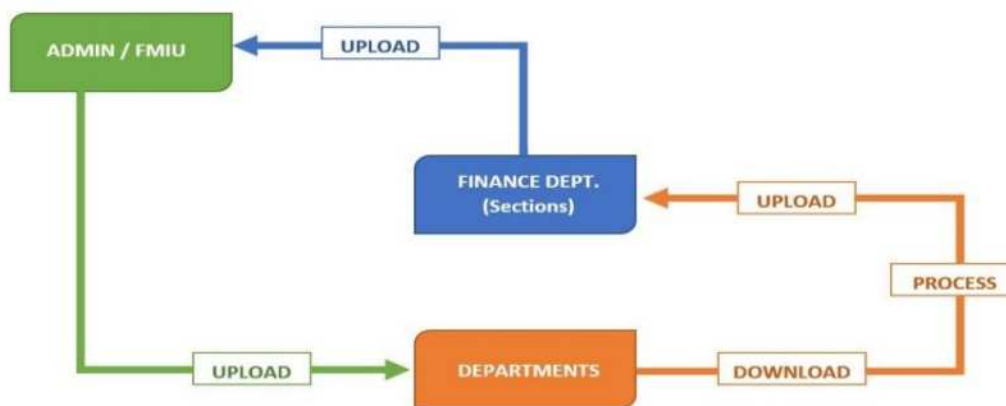 ADMIN / FMIU
UPLOAD
FINANCE DEPT.
(Sections)
UPLOAD
PROCESS
UPLOAD
DEPARTMENTS
DOWNLOAD